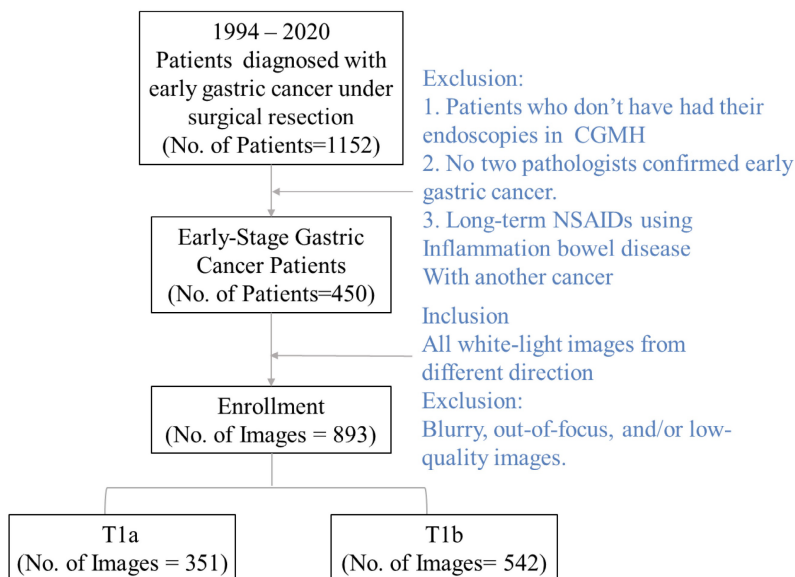 1994 – 2020
Patients diagnosed with
early gastric cancer under
surgical resection
(No. of Patients=1152)
Exclusion:
1. Patients who don’t have had their
endoscopies in CGMH
2. No two pathologists confirmed early
gastric cancer.
3. Long-term NSAIDs using
Inflammation bowel disease
With another cancer
Early-Stage Gastric
Cancer Patients
(No. of Patients=450)
Inclusion
All white-light images from
different direction
Exclusion:
Blurry, out-of-focus, and/or low-
quality images.
Enrollment
(No. of Images = 893)
T1a
(No. of Images = 351)
T1b
(No. of Images= 542)